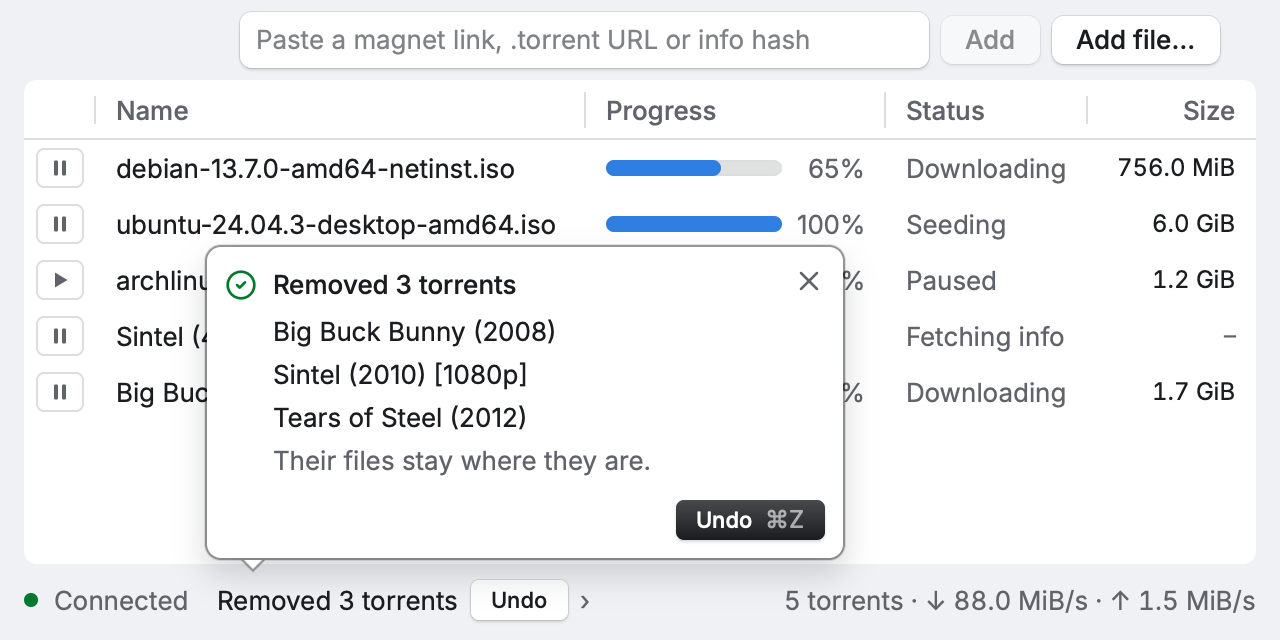 Paste a magnet link, .torrent URL or info hash Add Add file...
Name Progress Status Size
debian-13.7.0-amd64-netinst.iso 65% Downloading 756.0 MiB
ubuntu-24.04.3-desktop-amd64.iso 100% Seeding 6.0 GiB
% Paused 1.2 GiB
Sintel Fetching info –
Big % Downloading 1.7 GiB
Removed 3 torrents
Big Buck Bunny (2008)
Sintel (2010) [1080p]
Tears of Steel (2012)
Their files stay where they are.
Undo ⌘Z
Connected Removed 3 torrents Undo › 5 torrents · ↓ 88.0 MiB/s · ↑ 1.5 MiB/s